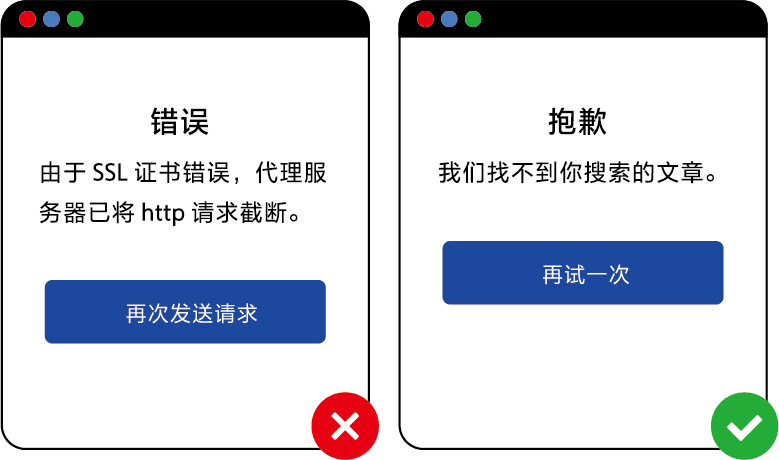 错误
由于 SSL 证书错误，代理服
务器已将 http 请求截断。
再次发送请求
抱歉
我们找不到你搜索的文章。
再试一次